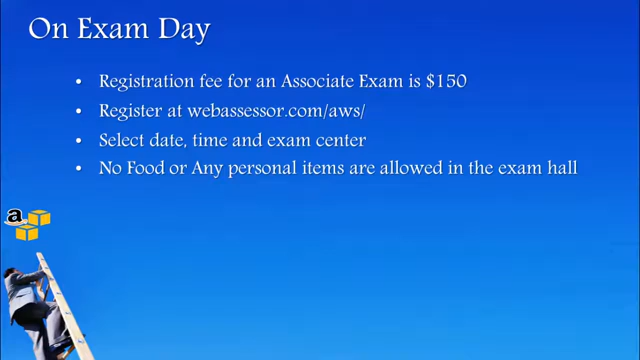 On Exam Day
• Registration fee for an Associate Exam is $150
• Register at webassessor.com/aws/
• Select date, time and exam center
• No Food or Any personal items are allowed in the exam hall
a